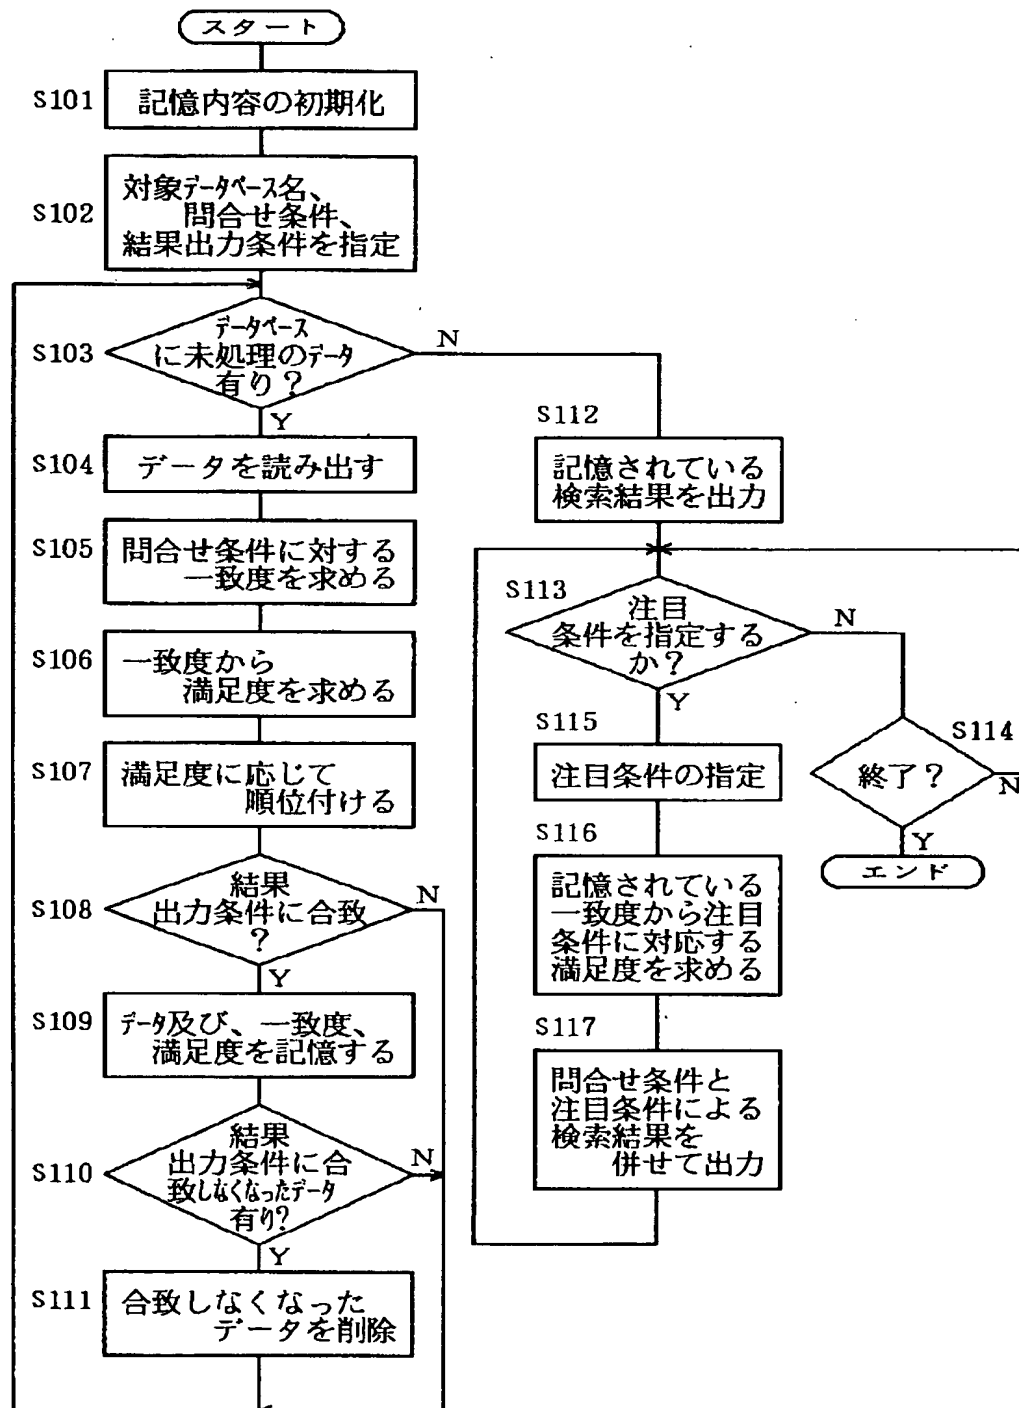 スタート
S101
記憶内容の初期化
S102
対象データベース名、
問合せ条件、
結果出力条件を指定
S103
データベース
に未処理のデータ
有り？
N
Y
S104
データを読み出す
S105
問合せ条件に対する
一致度を求める
S106
一致度から
満足度を求める
S107
満足度に応じて
順位付ける
S108
結果
出力条件に合致
？
N
Y
S109
データ及び、一致度、
満足度を記憶する
S110
結果
出力条件に合
致しなくなったデータ
有り？
N
Y
S111
合致しなくなった
データを削除
S112
記憶されている
検索結果を出力
S113
注目
条件を指定する
か？
N
Y
S114
終了？
N
Y
エンド
S115
注目条件の指定
S116
記憶されている
一致度から注目
条件に対応する
満足度を求める
S117
問合せ条件と
注目条件による
検索結果を
併せて出力